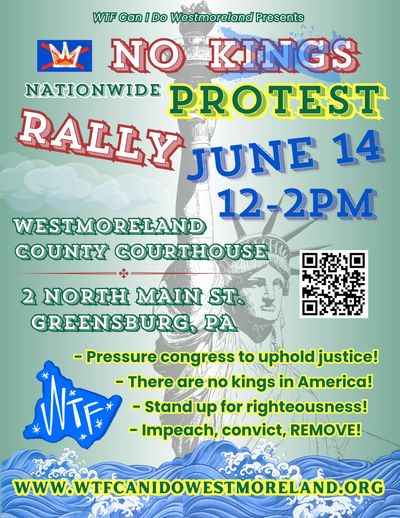 WTF Can I Do Westmoreland Presents
NO KINGS
NATIONWIDE PROTEST
RALLY
JUNE 14
12-2PM
WESTMORELAND
COUNTY COURTHOUSE
2 NORTH MAIN ST.
GREENSBURG, PA
- Pressure congress to uphold justice!
- There are no kings in America!
- Stand up for righteousness!
- Impeach, convict, REMOVE!
WTF
WWW.WTFCANIDOWESTMORELAND.ORG